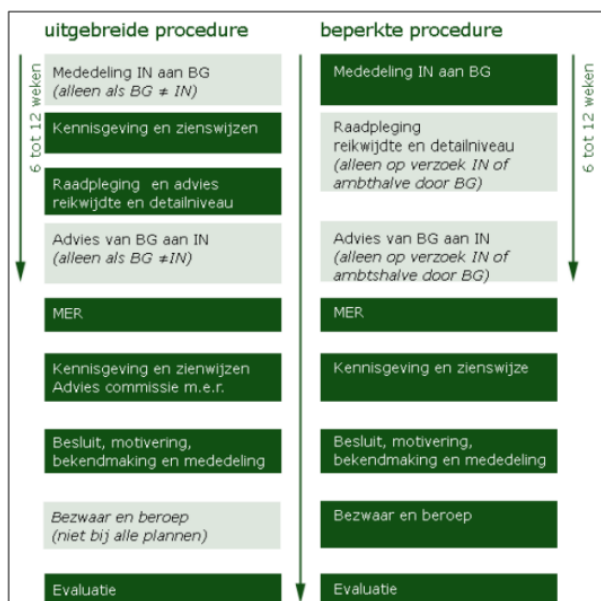 uitgebreide procedure
6 tot 12 weken
Mededeling IN aan BG
(alleen als BG ≠ IN)
Kennisgeving en zienswijzen
Raadpleging en advies
reikwijdte en detailniveau
Advies van BG aan IN
(alleen als BG ≠IN)
MER
Kennisgeving en zienwijzen
Advies commissie m.e.r.
Besluit, motivering,
bekendmaking en mededeling
Bezwaar en beroep
(niet bij alle plannen)
Evaluatie
beperkte procedure
Mededeling IN aan BG
Raadpleging
reikwijdte en detailniveau
(alleen op verzoek IN of
ambthalve door BG)
Advies van BG aan IN
(alleen op verzoek IN of
ambtshalve door BG)
MER
Kennisgeving en zienswijze
Besluit, motivering,
bekendmaking en mededeling
Bezwaar en beroep
Evaluatie
6 tot 12 weken